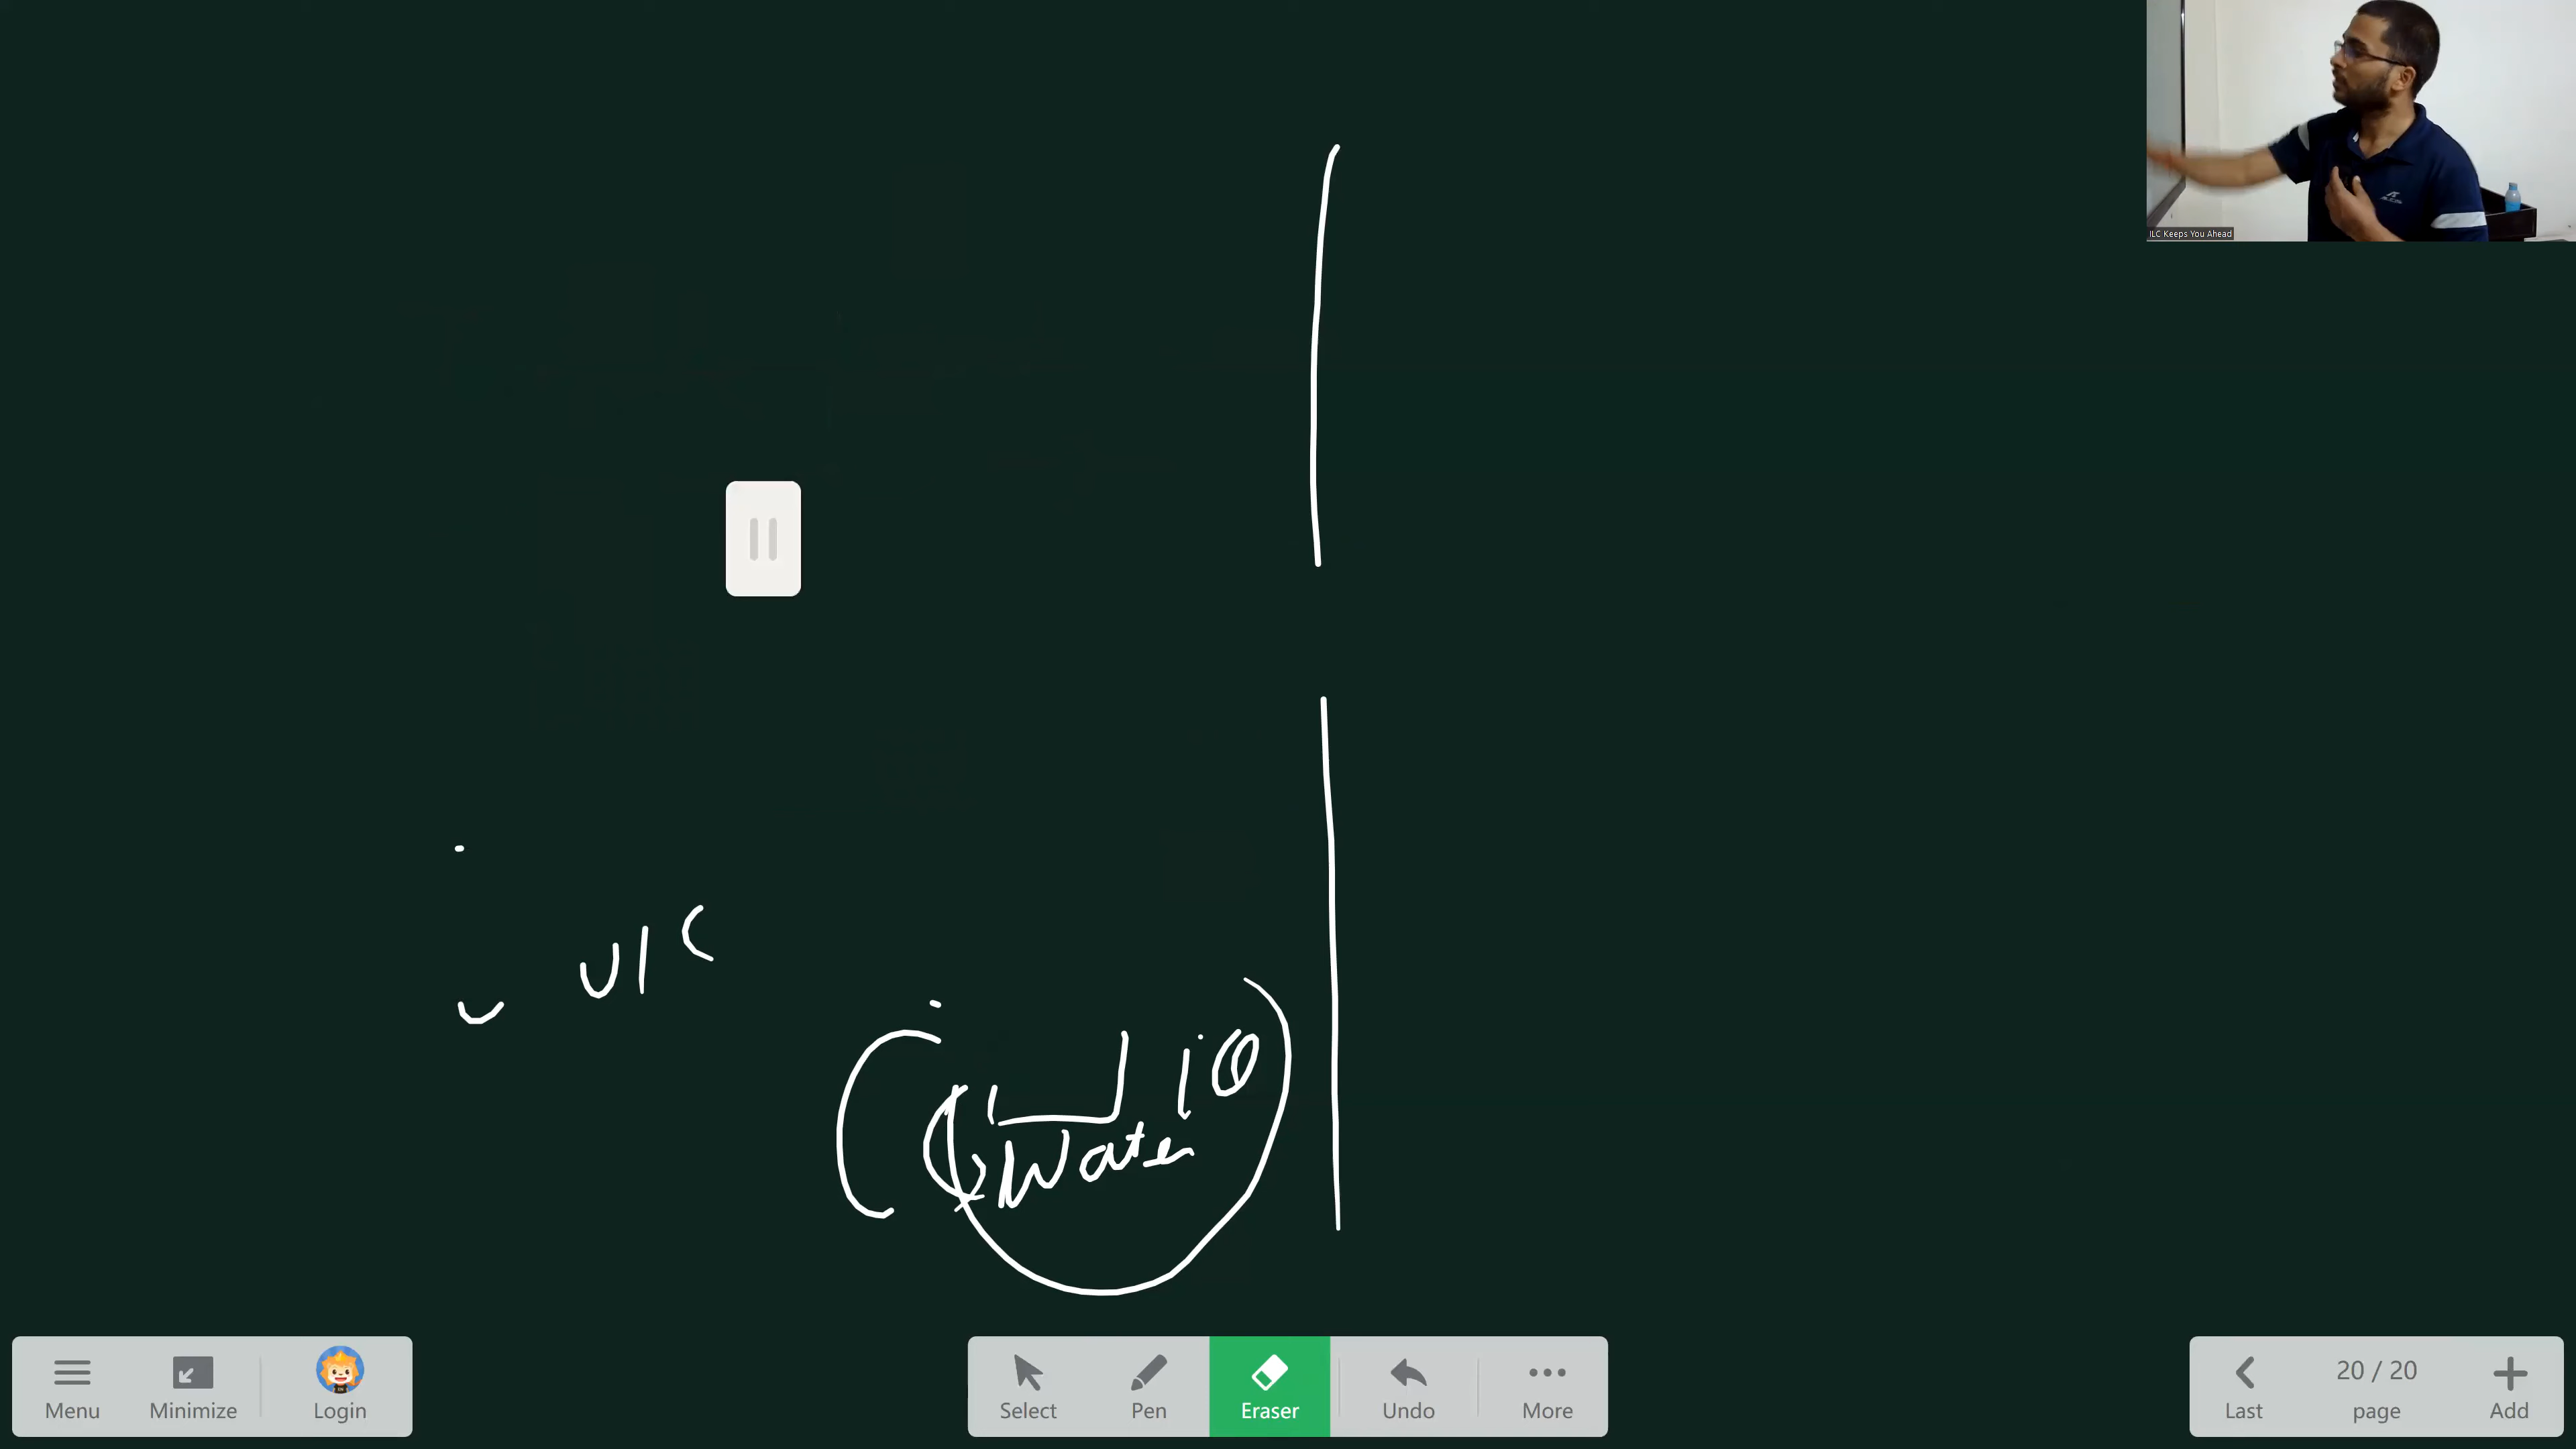 ILC Keeps You Ahead
Water
Menu
Minimize
Login
Select
Pen
Eraser
Undo
More
Last
20 / 20
page
Add